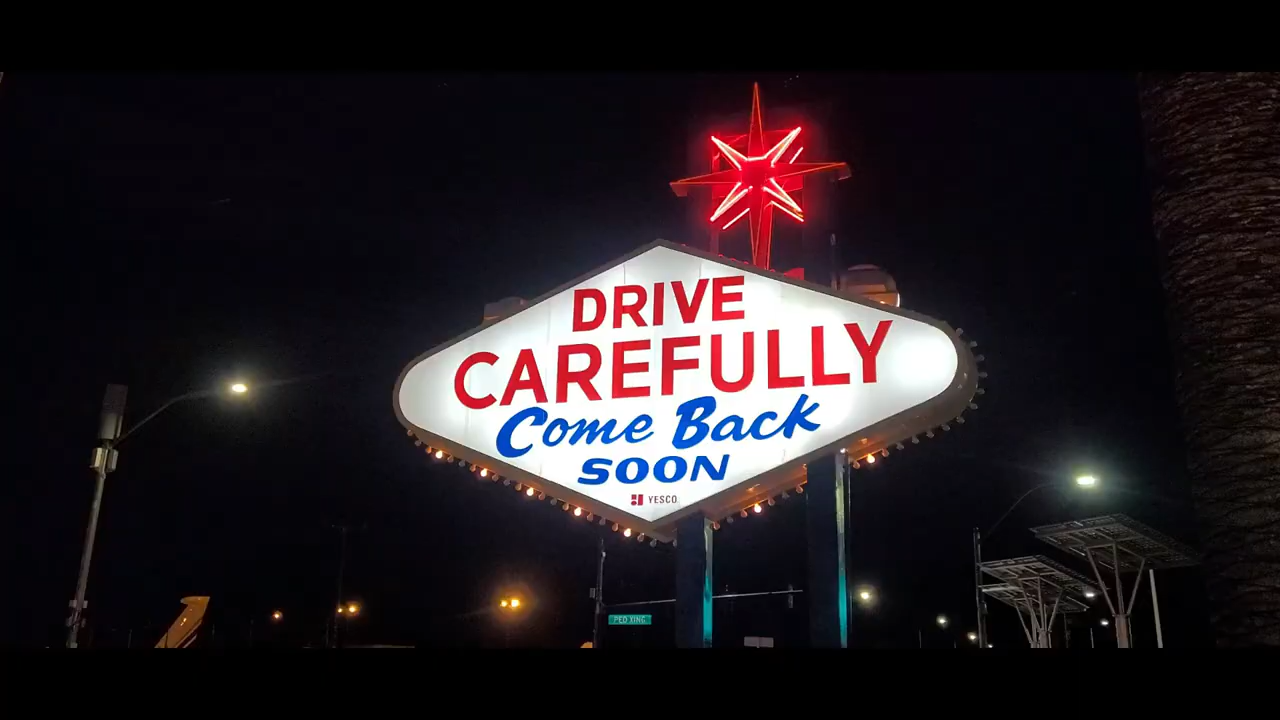 DRIVE
CAREFULLY
Come Back
SOON
YESCO
PED XING